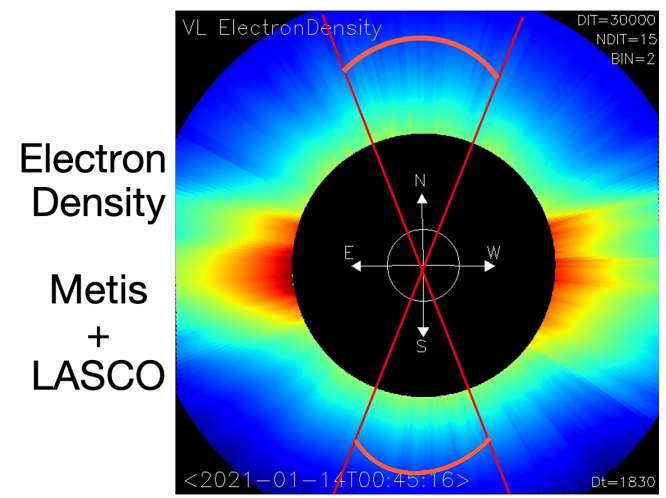 VL ElectronDensity
DIT=30000
NDIT=15
BIN=2
Electron
Density
Metis
+
LASCO
N
E
W
S
<2021-01-14T00:45:16>
Dt=1830